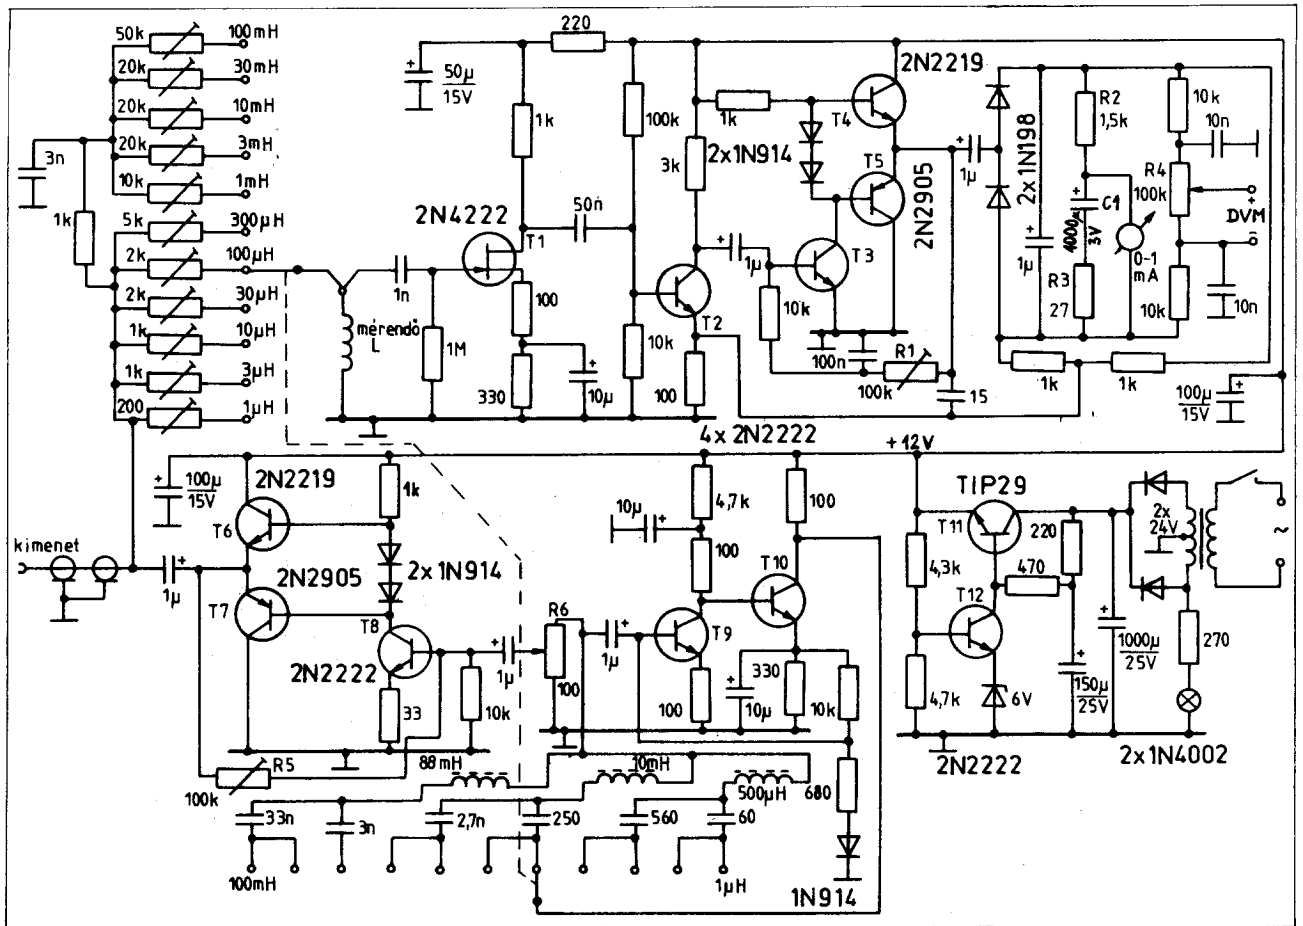 50k 100mH
20k 30mH
20k 10mH
20k 3mH
10k 1mH
5k 300µH
2k 100µH
2k 30µH
1k 10µH
1k 3µH
200 1µH
3n
1k
mérendő
L
+
50µ
15V
220
1k
100k
2N4222
T1
50n
1n
1M
100
330
10µ
+
10k
3k
1k
2x1N914
T2
100
+
1µ
10k
T3
T4
2N2219
T5
2N2905
100n
R1
100k
15
+
1µ
2x1N198
+
1µ
R2
1,5k
+
C1
1000µ
3V
R3
27
0-1
mA
10k
10n
R4
100k
DVM
+
-
10k
10n
1k
1k
100µ
15V
+
4x2N2222
+12V
100µ
15V
+
2N2219
T6
1k
kimenet
+
1µ
2N2905
T7
2x1N914
T8
2N2222
33
10k
+
1µ
R6
100
R5
100k
10µ
+
4,7k
100
100
T10
+
1µ
T9
100
+
10µ
330
10k
680
1N914
88mH
10mH
500µH
33n
3n
2,7n
250
560
60
100mH
1µH
TIP29
T11
4,3k
220
470
T12
4,7k
6V
+
150µ
25V
+
1000µ
25V
2x
24V
~
270
2N2222
2x1N4002